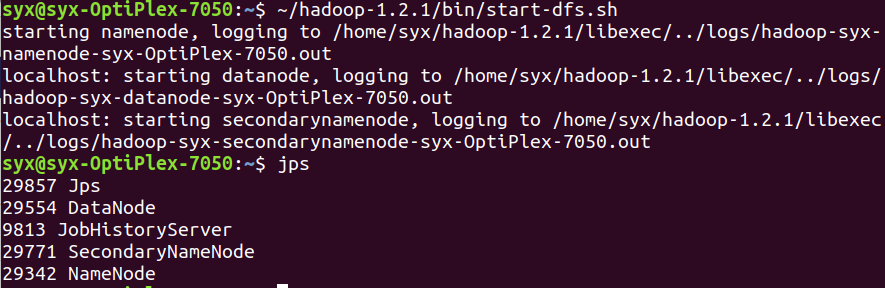 syx@syx-OptiPlex-7050:~$ ~/hadoop-1.2.1/bin/start-dfs.sh
starting namenode, logging to /home/syx/hadoop-1.2.1/libexec/../logs/hadoop-syx-
namenode-syx-OptiPlex-7050.out
localhost: starting datanode, logging to /home/syx/hadoop-1.2.1/libexec/../logs/
hadoop-syx-datanode-syx-OptiPlex-7050.out
localhost: starting secondarynamenode, logging to /home/syx/hadoop-1.2.1/libexec
/../logs/hadoop-syx-secondarynamenode-syx-OptiPlex-7050.out
syx@syx-OptiPlex-7050:~$ jps
29857 Jps
29554 DataNode
9813 JobHistoryServer
29771 SecondaryNameNode
29342 NameNode